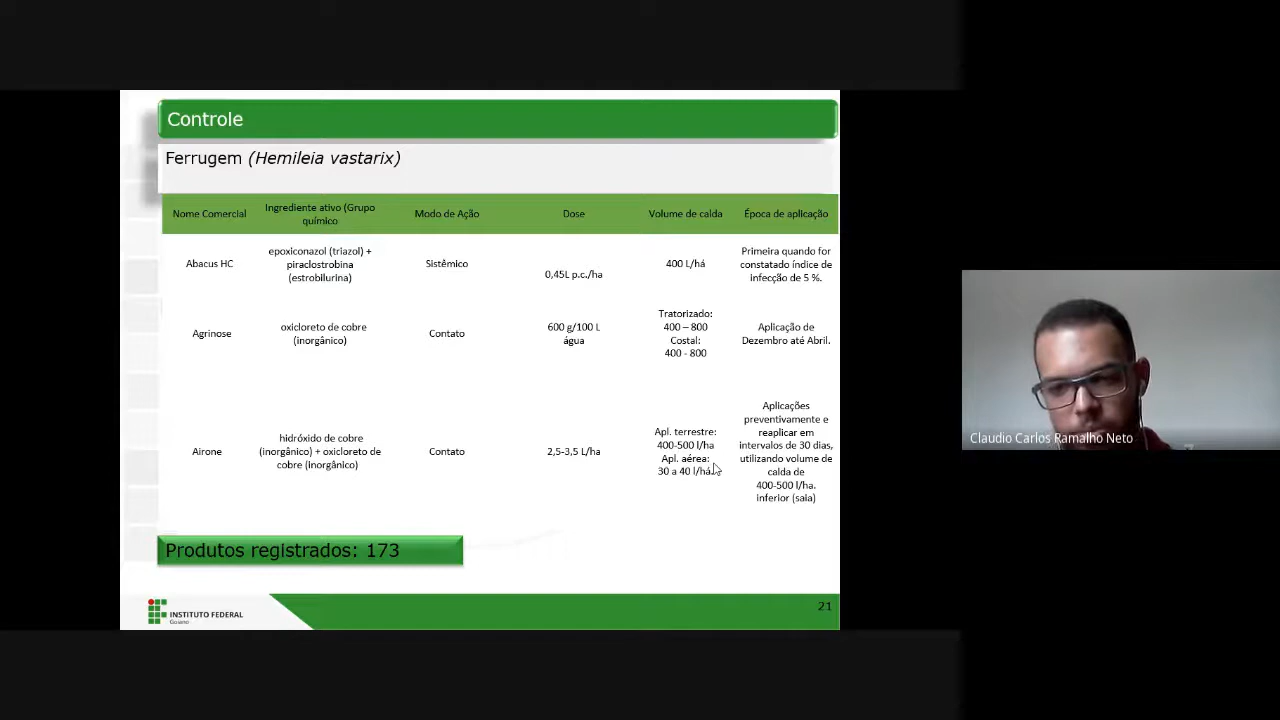 Controle
Ferrugem (Hemileia vastarix)
Nome Comercial
Ingrediente ativo (Grupo
químico
Modo de Ação
Dose
Volume de calda
Época de aplicação
Abacus HC
epoxiconazol (triazol) +
piraclostrobina
(estrobilurina)
Sistêmico
0,45L p.c./ha
400 L/há
Primeira quando for
constatado índice de
infecção de 5 %.
Agrinose
oxicloreto de cobre
(inorgânico)
Contato
600 g/100 L
água
Tratorizado:
400 – 800
Costal:
400 - 800
Aplicação de
Dezembro até Abril.
Airone
hidróxido de cobre
(inorgânico) + oxicloreto de
cobre (inorgânico)
Contato
2,5-3,5 L/ha
Apl. terrestre:
400-500 l/ha
Apl. aérea:
30 a 40 l/há.
Aplicações
preventivamente e
reaplicar em
intervalos de 30 dias,
utilizando volume de
calda de
400-500 l/ha.
inferior (saia)
Produtos registrados: 173
INSTITUTO FEDERAL
Goiano
21
Claudio Carlos Ramalho Neto